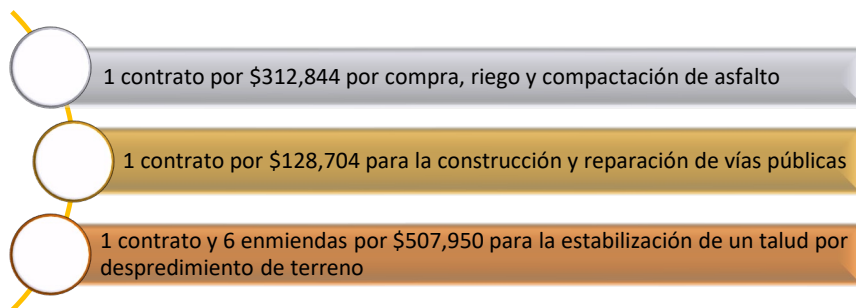 1 contrato por $312,844 por compra, riego y compactación de asfalto
1 contrato por $128,704 para la construcción y reparación de vías públicas
1 contrato y 6 enmiendas por $507,950 para la estabilización de un talud por
despredimiento de terreno